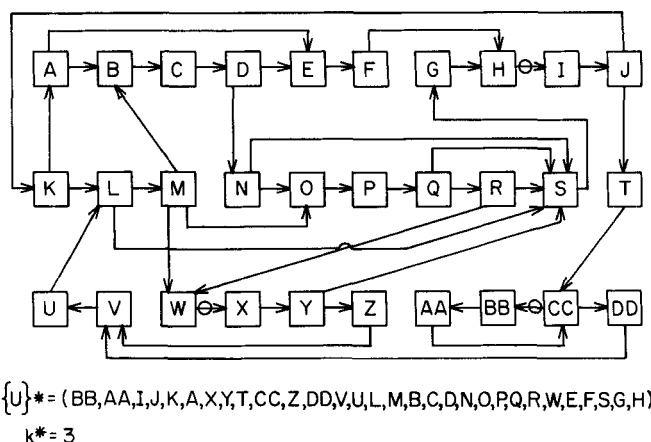 A B C D E F G H I J
K L M N O P Q R S T
U V W X Y Z AA BB CC DD
{U}* = (BB,AA,I,J,K,A,X,Y,T,CC,Z,DD,V,U,L,M,B,C,D,N,O,P,Q,R,W,E,F,S,G,H)
k* = 3